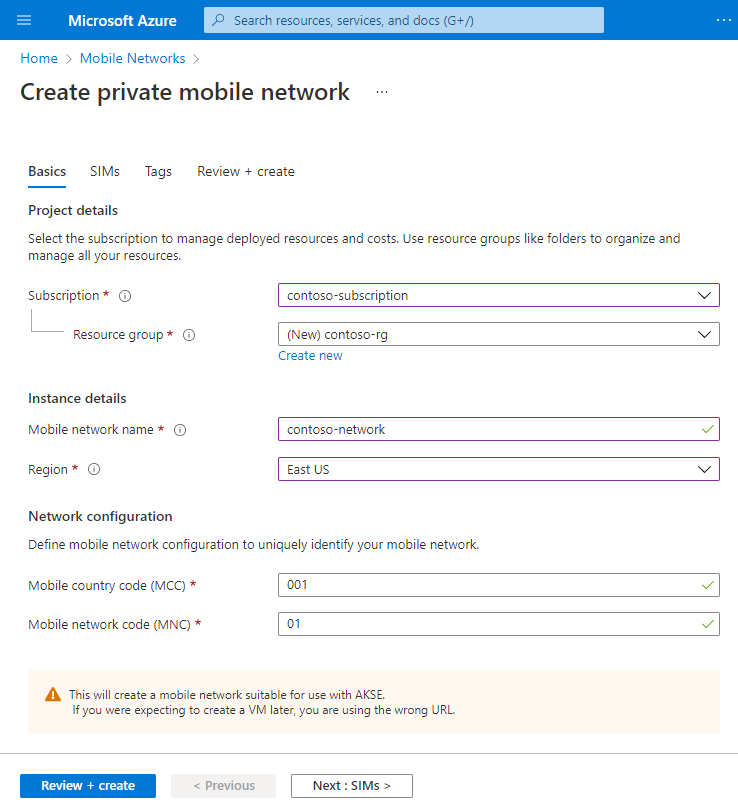 Microsoft Azure
Search resources, services, and docs (G+/)
...
Home > Mobile Networks >
Create private mobile network ...
Basics SIMs Tags Review + create
Project details
Select the subscription to manage deployed resources and costs. Use resource groups like folders to organize and
manage all your resources.
Subscription *
contoso-subscription
Resource group *
(New) contoso-rg
Create new
Instance details
Mobile network name *
contoso-network
Region *
East US
Network configuration
Define mobile network configuration to uniquely identify your mobile network.
Mobile country code (MCC) *
001
Mobile network code (MNC) *
01
This will create a mobile network suitable for use with AKSE.
If you were expecting to create a VM later, you are using the wrong URL.
Review + create
< Previous
Next : SIMs >